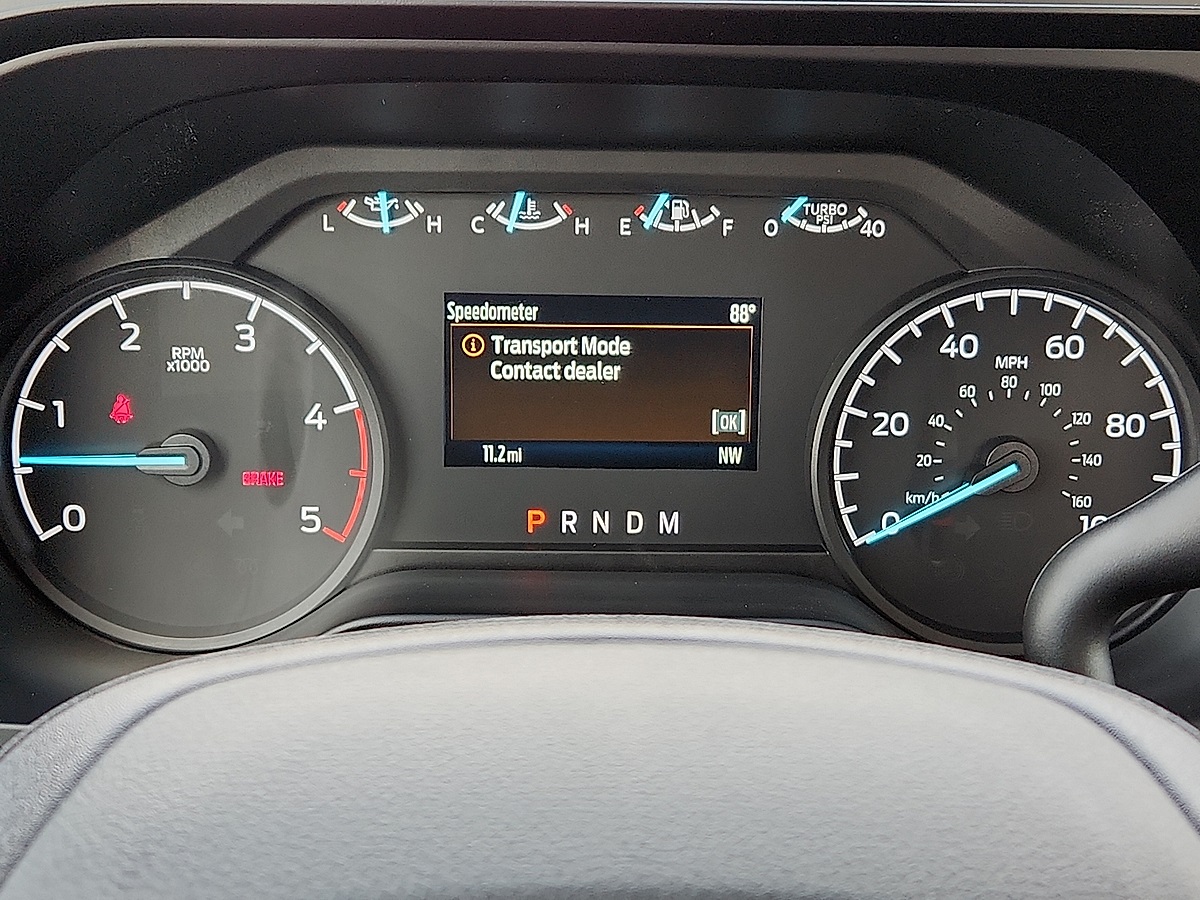 L H C H E F 0 TURBO PSI 40
Speedometer 88°
Transport Mode
Contact dealer
[OK]
11.2mi NW
P R N D M
0 1 2 3 4 5
RPM
x1000
BRAKE
0 20 40 60 80
MPH
20 40 60 80 100 120 140 160
km/h